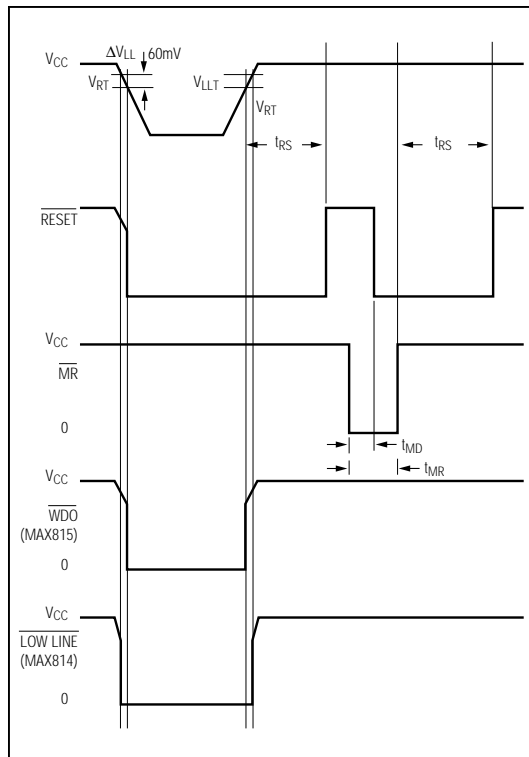 ΔVLL 60mV
VCC
VRT VLLT
VRT
tRS tRS
RESET
VCC
MR
0
tMD
tMR
VCC
WDO
(MAX815)
0
VCC
LOW LINE
(MAX814)
0